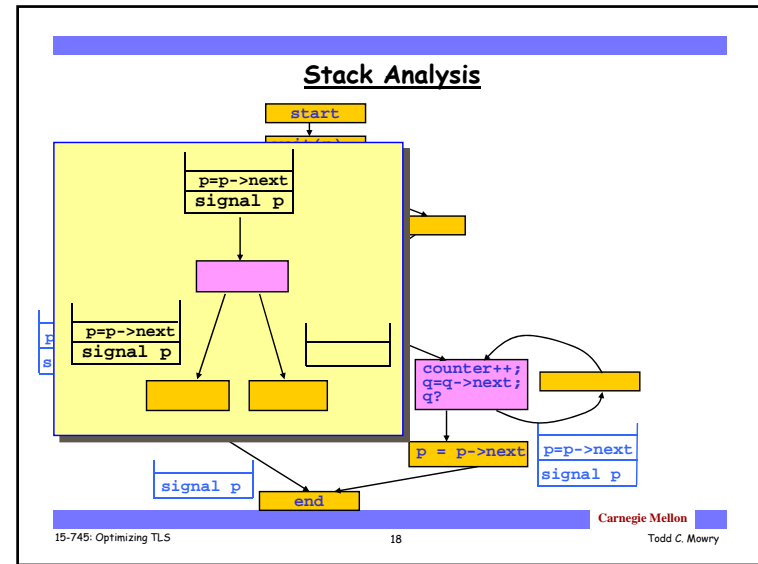 Stack Analysis
start
p=p->next
signal p
p=p->next
signal p
counter++;
q=q->next;
q?
p = p->next
p=p->next
signal p
signal p
end
Carnegie Mellon
15-745: Optimizing TLS
18
Todd C. Mowry